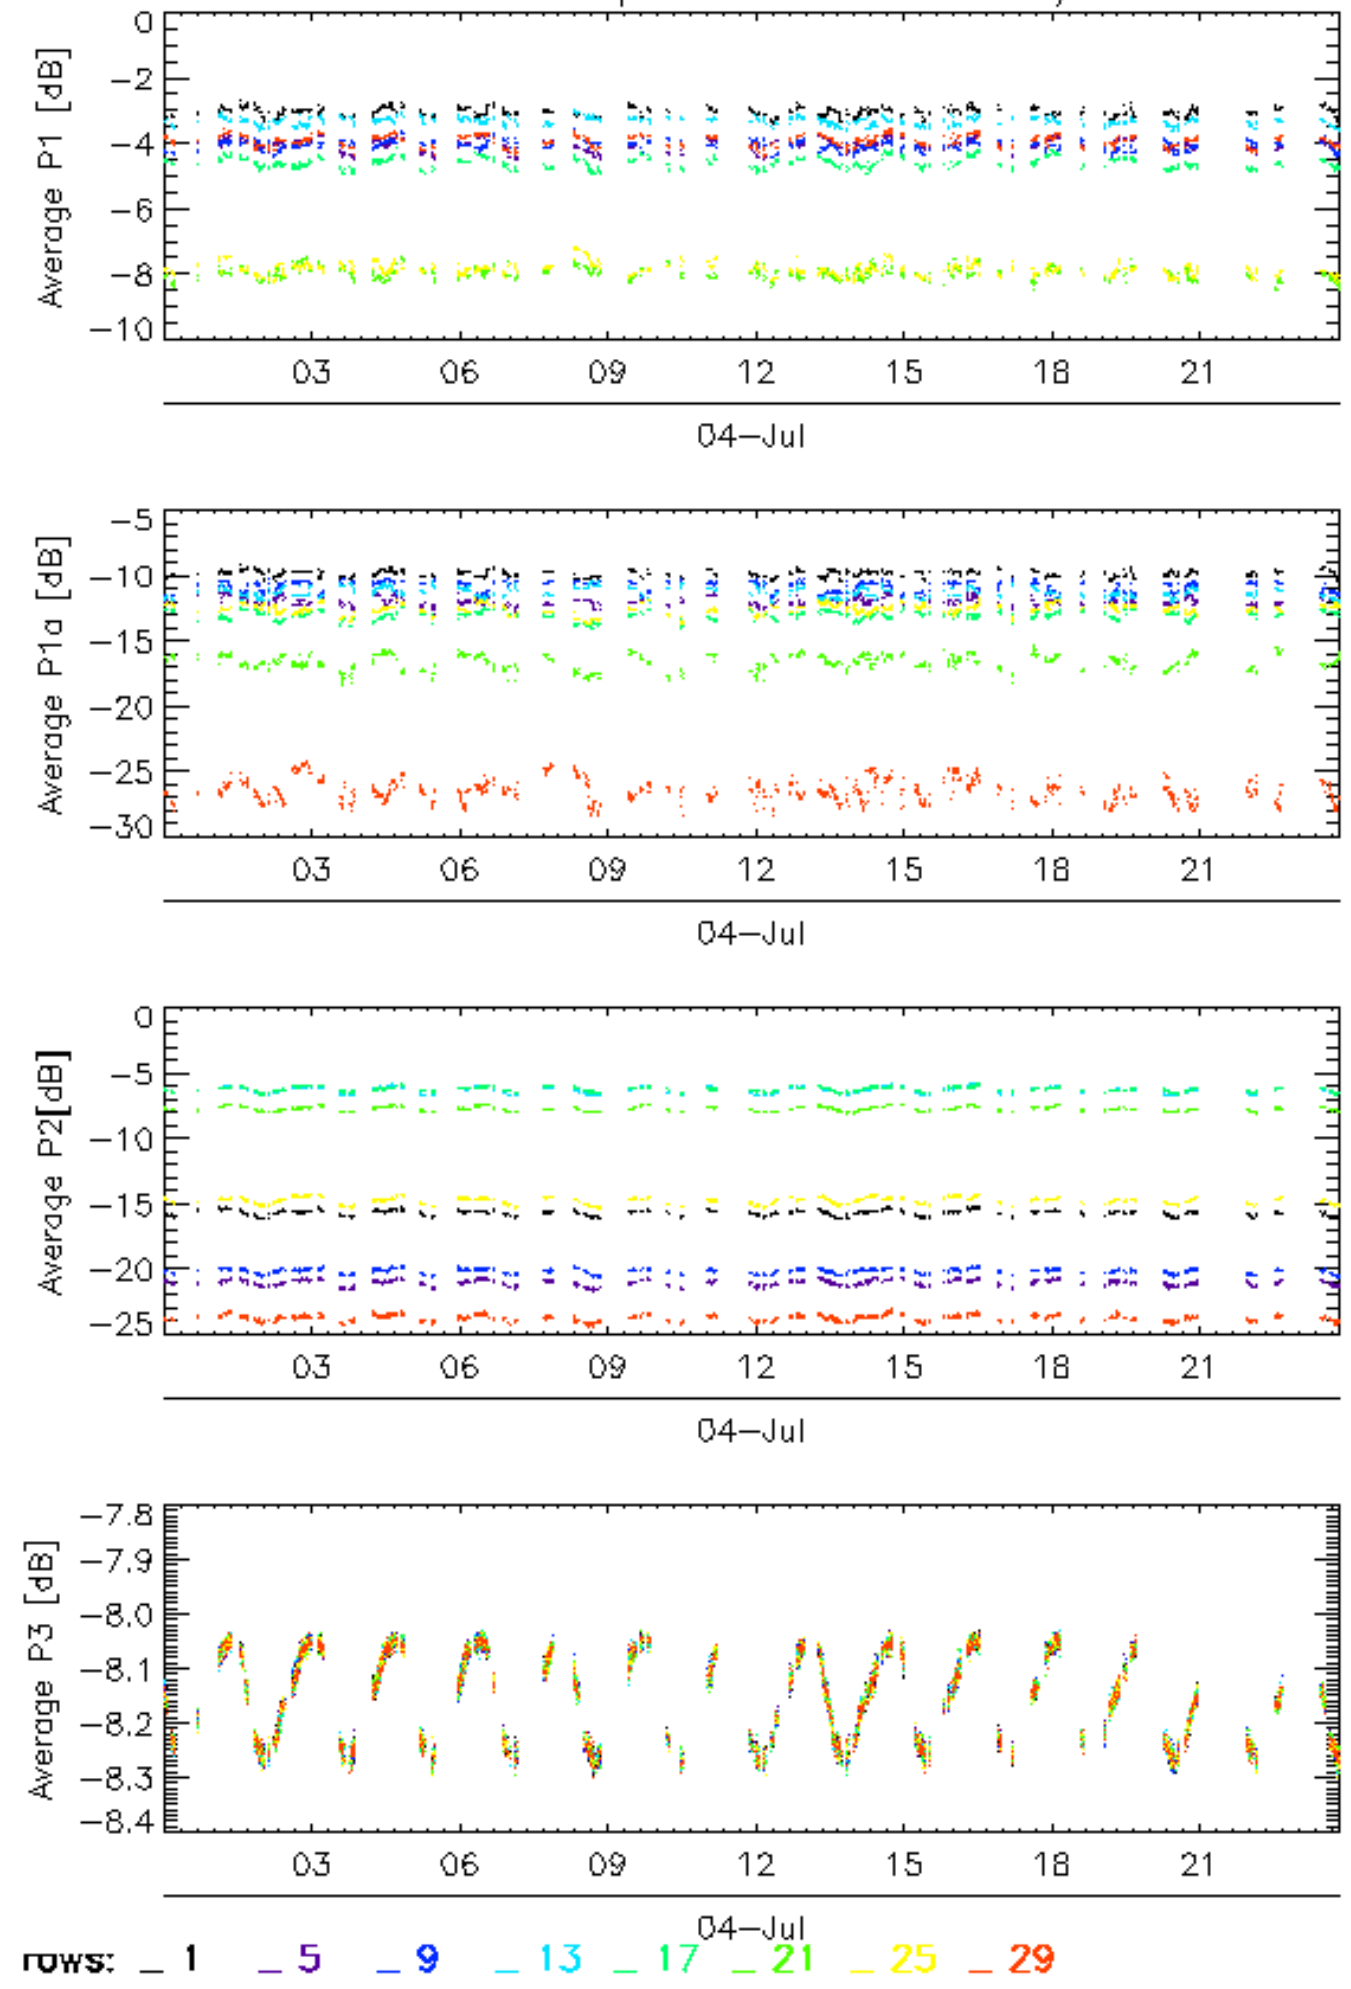 0
−2
−4
−6
−8
−10
Average P1 [dB]
03 06 09 12 15 18 21
04−Jul
−5
−10
−15
−20
−25
−30
Average P1a [dB]
03 06 09 12 15 18 21
04−Jul
0
−5
−10
−15
−20
−25
Average P2[dB]
03 06 09 12 15 18 21
04−Jul
−7.8
−7.9
−8.0
−8.1
−8.2
−8.3
−8.4
Average P3 [dB]
03 06 09 12 15 18 21
04−Jul
rows: _ 1 _ 5 _ 9 _ 13 _ 17 _ 21 _ 25 _ 29